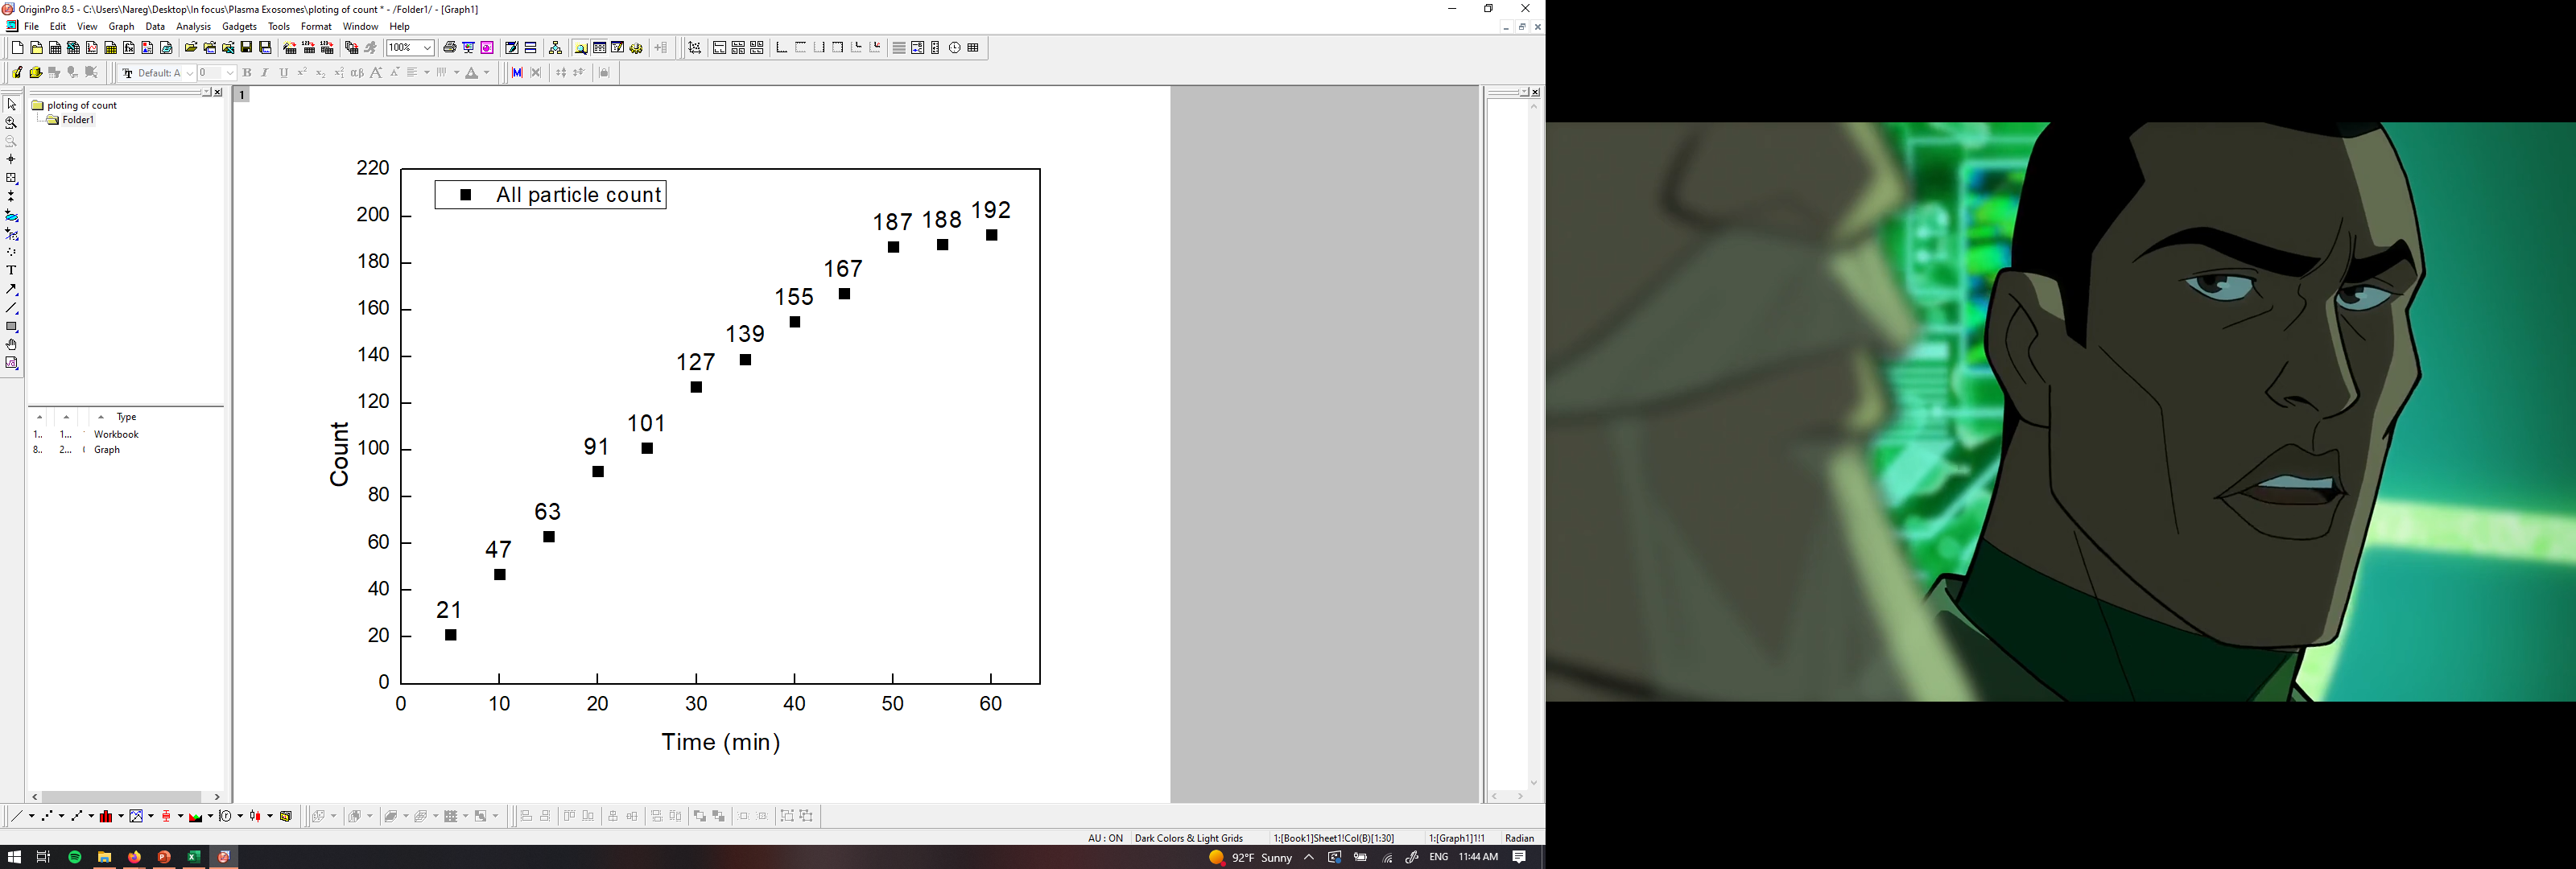 OriginPro 8.5 - C:\Users\Nareg\Desktop\In focus\Plasma Exosomes\ploting of count * - /Folder1/ - [Graph1]
File Edit View Graph Data Analysis Gadgets Tools Format Window Help
100%
Default: A 0
ploting of count
Folder1
Type
1.. 1... Workbook
8.. 2... Graph
1
All particle count
220
200
180
160
140
120
100
80
60
40
20
0
Count
21
47
63
91
101
127
139
155
167
187
188
192
0 10 20 30 40 50 60
Time (min)
AU : ON Dark Colors & Light Grids 1:[Book1]Sheet1!Col(B)[1:30] 1:[Graph1]1!1 Radian
92°F Sunny ENG 11:44 AM